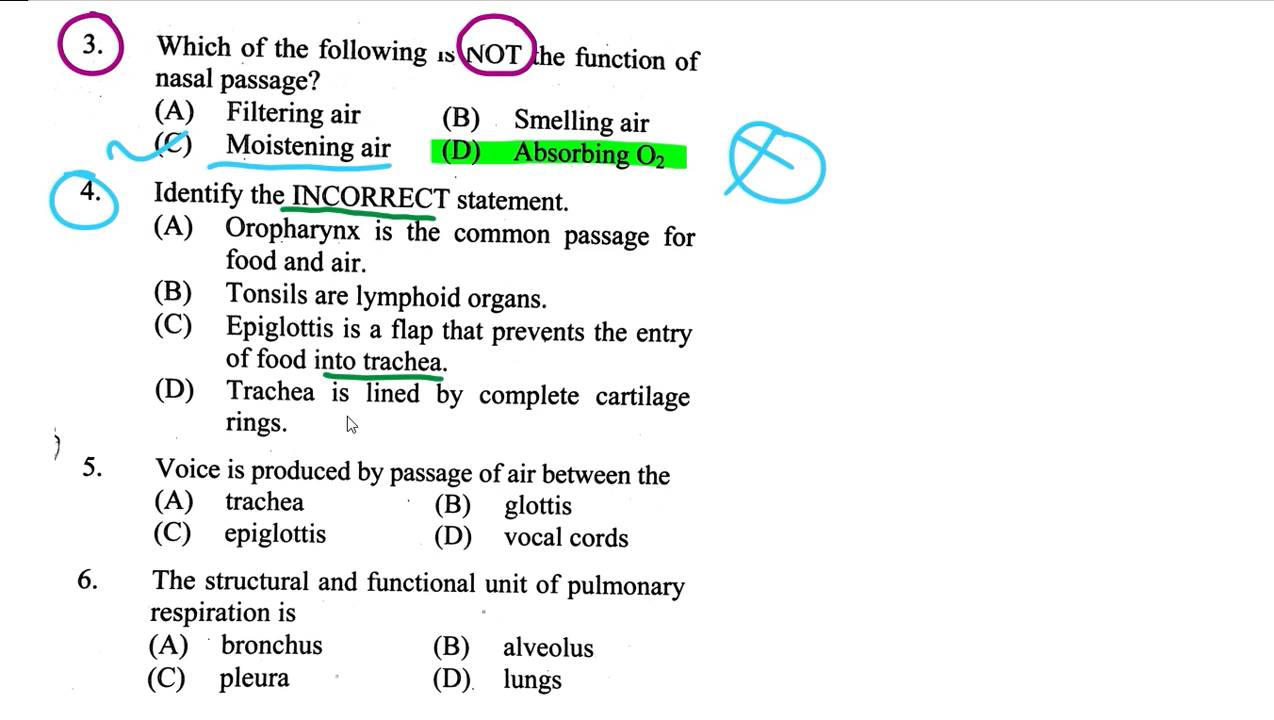 3. Which of the following is NOT the function of
nasal passage?
(A) Filtering air (B) Smelling air
(C) Moistening air (D) Absorbing O₂
4. Identify the INCORRECT statement.
(A) Oropharynx is the common passage for
food and air.
(B) Tonsils are lymphoid organs.
(C) Epiglottis is a flap that prevents the entry
of food into trachea.
(D) Trachea is lined by complete cartilage
rings.
5. Voice is produced by passage of air between the
(A) trachea (B) glottis
(C) epiglottis (D) vocal cords
6. The structural and functional unit of pulmonary
respiration is
(A) bronchus (B) alveolus
(C) pleura (D) lungs